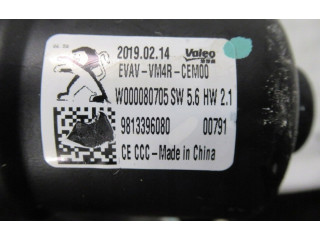 2019.02.14 Valeo
EVAV-VM4R-CEM00
W000080705 SW 5.6 HW 2.1
9813396080 00791
CE CCC-Made in China